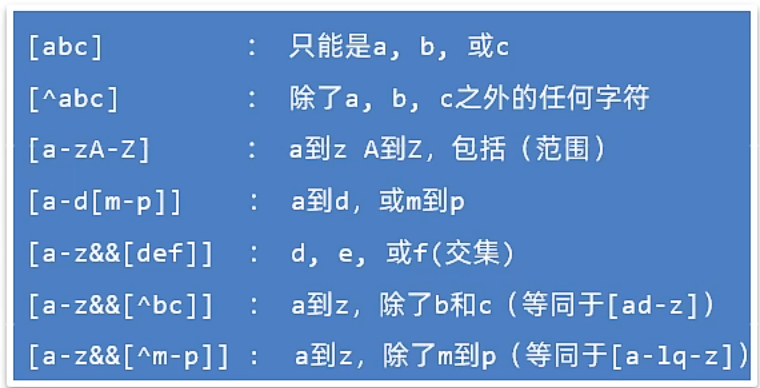 [abc] : 只能是a, b, 或c
[^abc] : 除了a, b, c之外的任何字符
[a-zA-Z] : a到z A到Z，包括（范围）
[a-d[m-p]] : a到d，或m到p
[a-z&&[def]] : d, e, 或f(交集)
[a-z&&[^bc]] : a到z，除了b和c（等同于[ad-z]）
[a-z&&[^m-p]] : a到z，除了m到p（等同于[a-lq-z]）